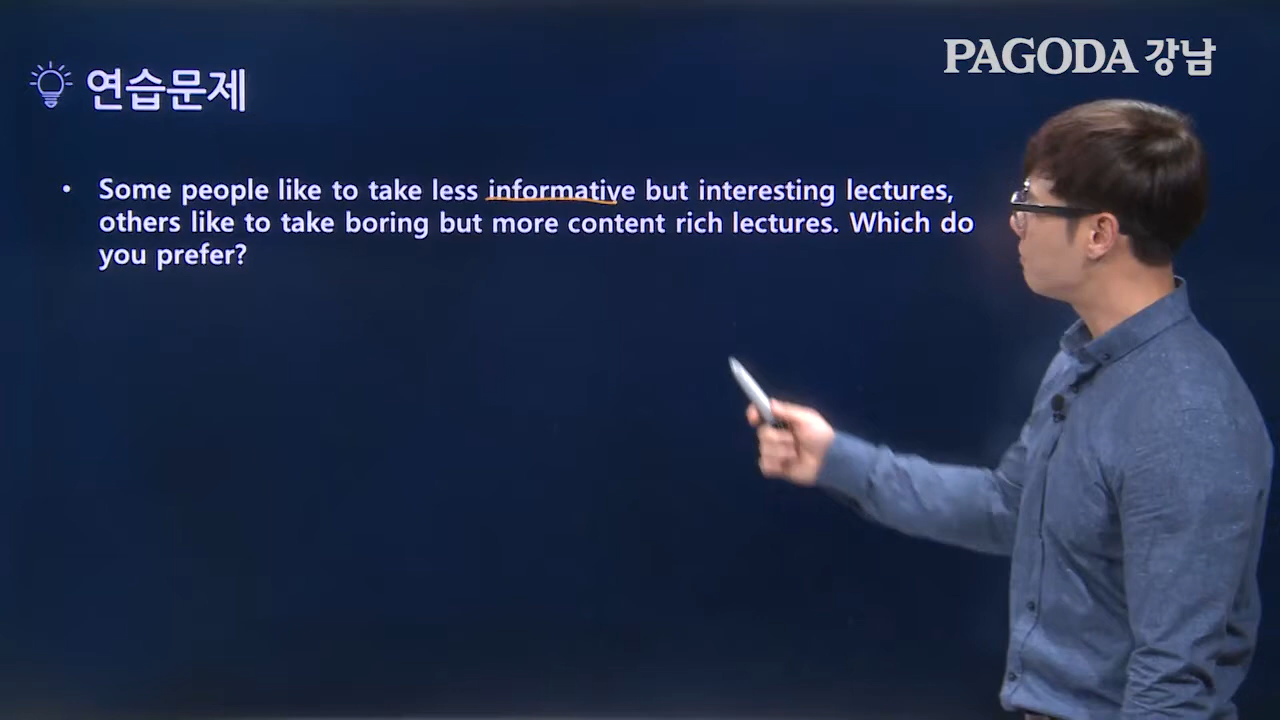 PAGODA 강남
연습문제
• Some people like to take less informative but interesting lectures,
others like to take boring but more content rich lectures. Which do
you prefer?